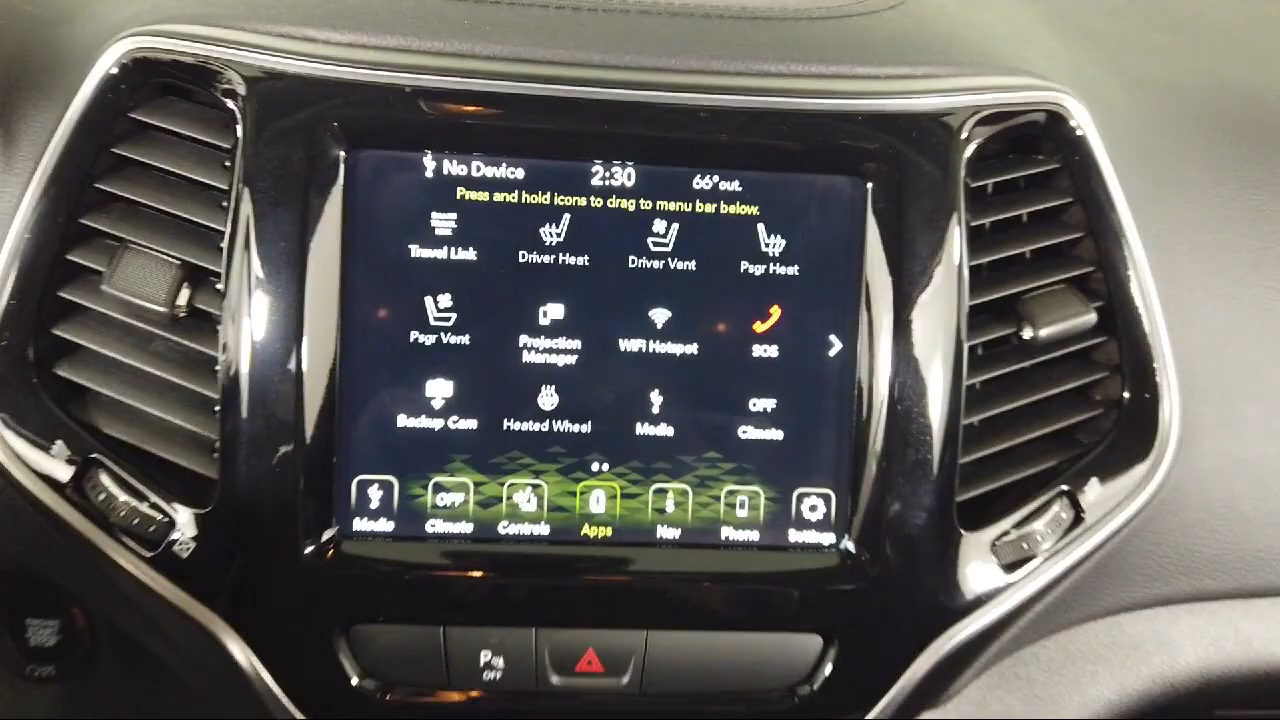 No Device
2:30
66°out.
Press and hold icons to drag to menu bar below.
Travel Link
Driver Heat
Driver Vent
Psgr Heat
Psgr Vent
Projection
Manager
WiFi Hotspot
SOS
Backup Cam
Heated Wheel
Media
OFF
Climate
Media
OFF
Climate
Controls
Apps
Nav
Phone
Settings
P
OFF